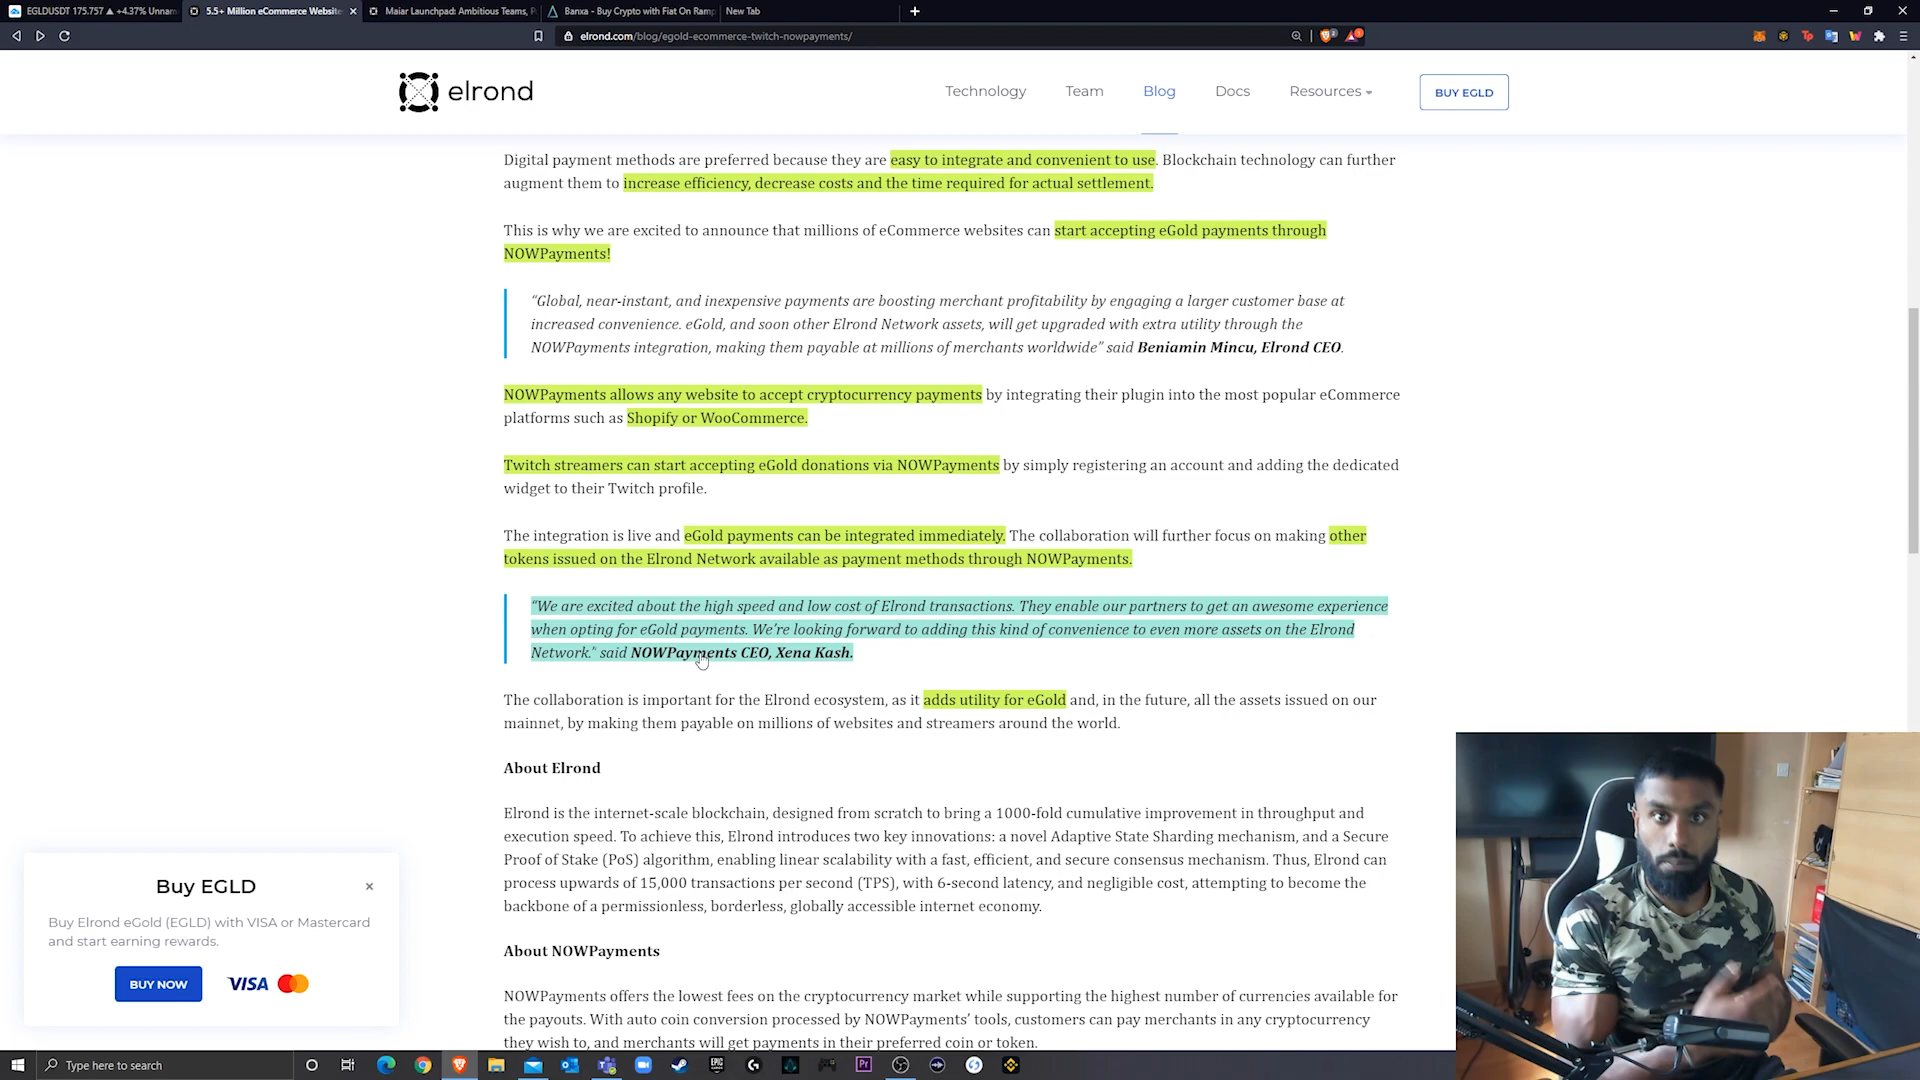 EGLDUSDT 175.757 ▲ +4.37% Unnam
5.5+ Million eCommerce Website
Maiar Launchpad: Ambitious Teams, P
Banxa - Buy Crypto with Fiat On Ramp
New Tab
elrond.com/blog/egold-ecommerce-twitch-nowpayments/
elrond
Technology
Team
Blog
Docs
Resources
BUY EGLD
Digital payment methods are preferred because they are easy to integrate and convenient to use. Blockchain technology can further
augment them to increase efficiency, decrease costs and the time required for actual settlement.
This is why we are excited to announce that millions of eCommerce websites can start accepting eGold payments through
NOWPayments!
“Global, near-instant, and inexpensive payments are boosting merchant profitability by engaging a larger customer base at
increased convenience. eGold, and soon other Elrond Network assets, will get upgraded with extra utility through the
NOWPayments integration, making them payable at millions of merchants worldwide” said Beniamin Mincu, Elrond CEO.
NOWPayments allows any website to accept cryptocurrency payments by integrating their plugin into the most popular eCommerce
platforms such as Shopify or WooCommerce.
Twitch streamers can start accepting eGold donations via NOWPayments by simply registering an account and adding the dedicated
widget to their Twitch profile.
The integration is live and eGold payments can be integrated immediately. The collaboration will further focus on making other
tokens issued on the Elrond Network available as payment methods through NOWPayments.
“We are excited about the high speed and low cost of Elrond transactions. They enable our partners to get an awesome experience
when opting for eGold payments. We’re looking forward to adding this kind of convenience to even more assets on the Elrond
Network." said NOWPayments CEO, Xena Kash.
The collaboration is important for the Elrond ecosystem, as it adds utility for eGold and, in the future, all the assets issued on our
mainnet, by making them payable on millions of websites and streamers around the world.
About Elrond
Elrond is the internet-scale blockchain, designed from scratch to bring a 1000-fold cumulative improvement in throughput and
execution speed. To achieve this, Elrond introduces two key innovations: a novel Adaptive State Sharding mechanism, and a Secure
Proof of Stake (PoS) algorithm, enabling linear scalability with a fast, efficient, and secure consensus mechanism. Thus, Elrond can
process upwards of 15,000 transactions per second (TPS), with 6-second latency, and negligible cost, attempting to become the
backbone of a permissionless, borderless, globally accessible internet economy.
About NOWPayments
NOWPayments offers the lowest fees on the cryptocurrency market while supporting the highest number of currencies available for
the payouts. With auto coin conversion processed by NOWPayments’ tools, customers can pay merchants in any cryptocurrency
they wish to, and merchants will get payments in their preferred coin or token.
Buy EGLD
Buy Elrond eGold (EGLD) with VISA or Mastercard
and start earning rewards.
BUY NOW
VISA
Type here to search